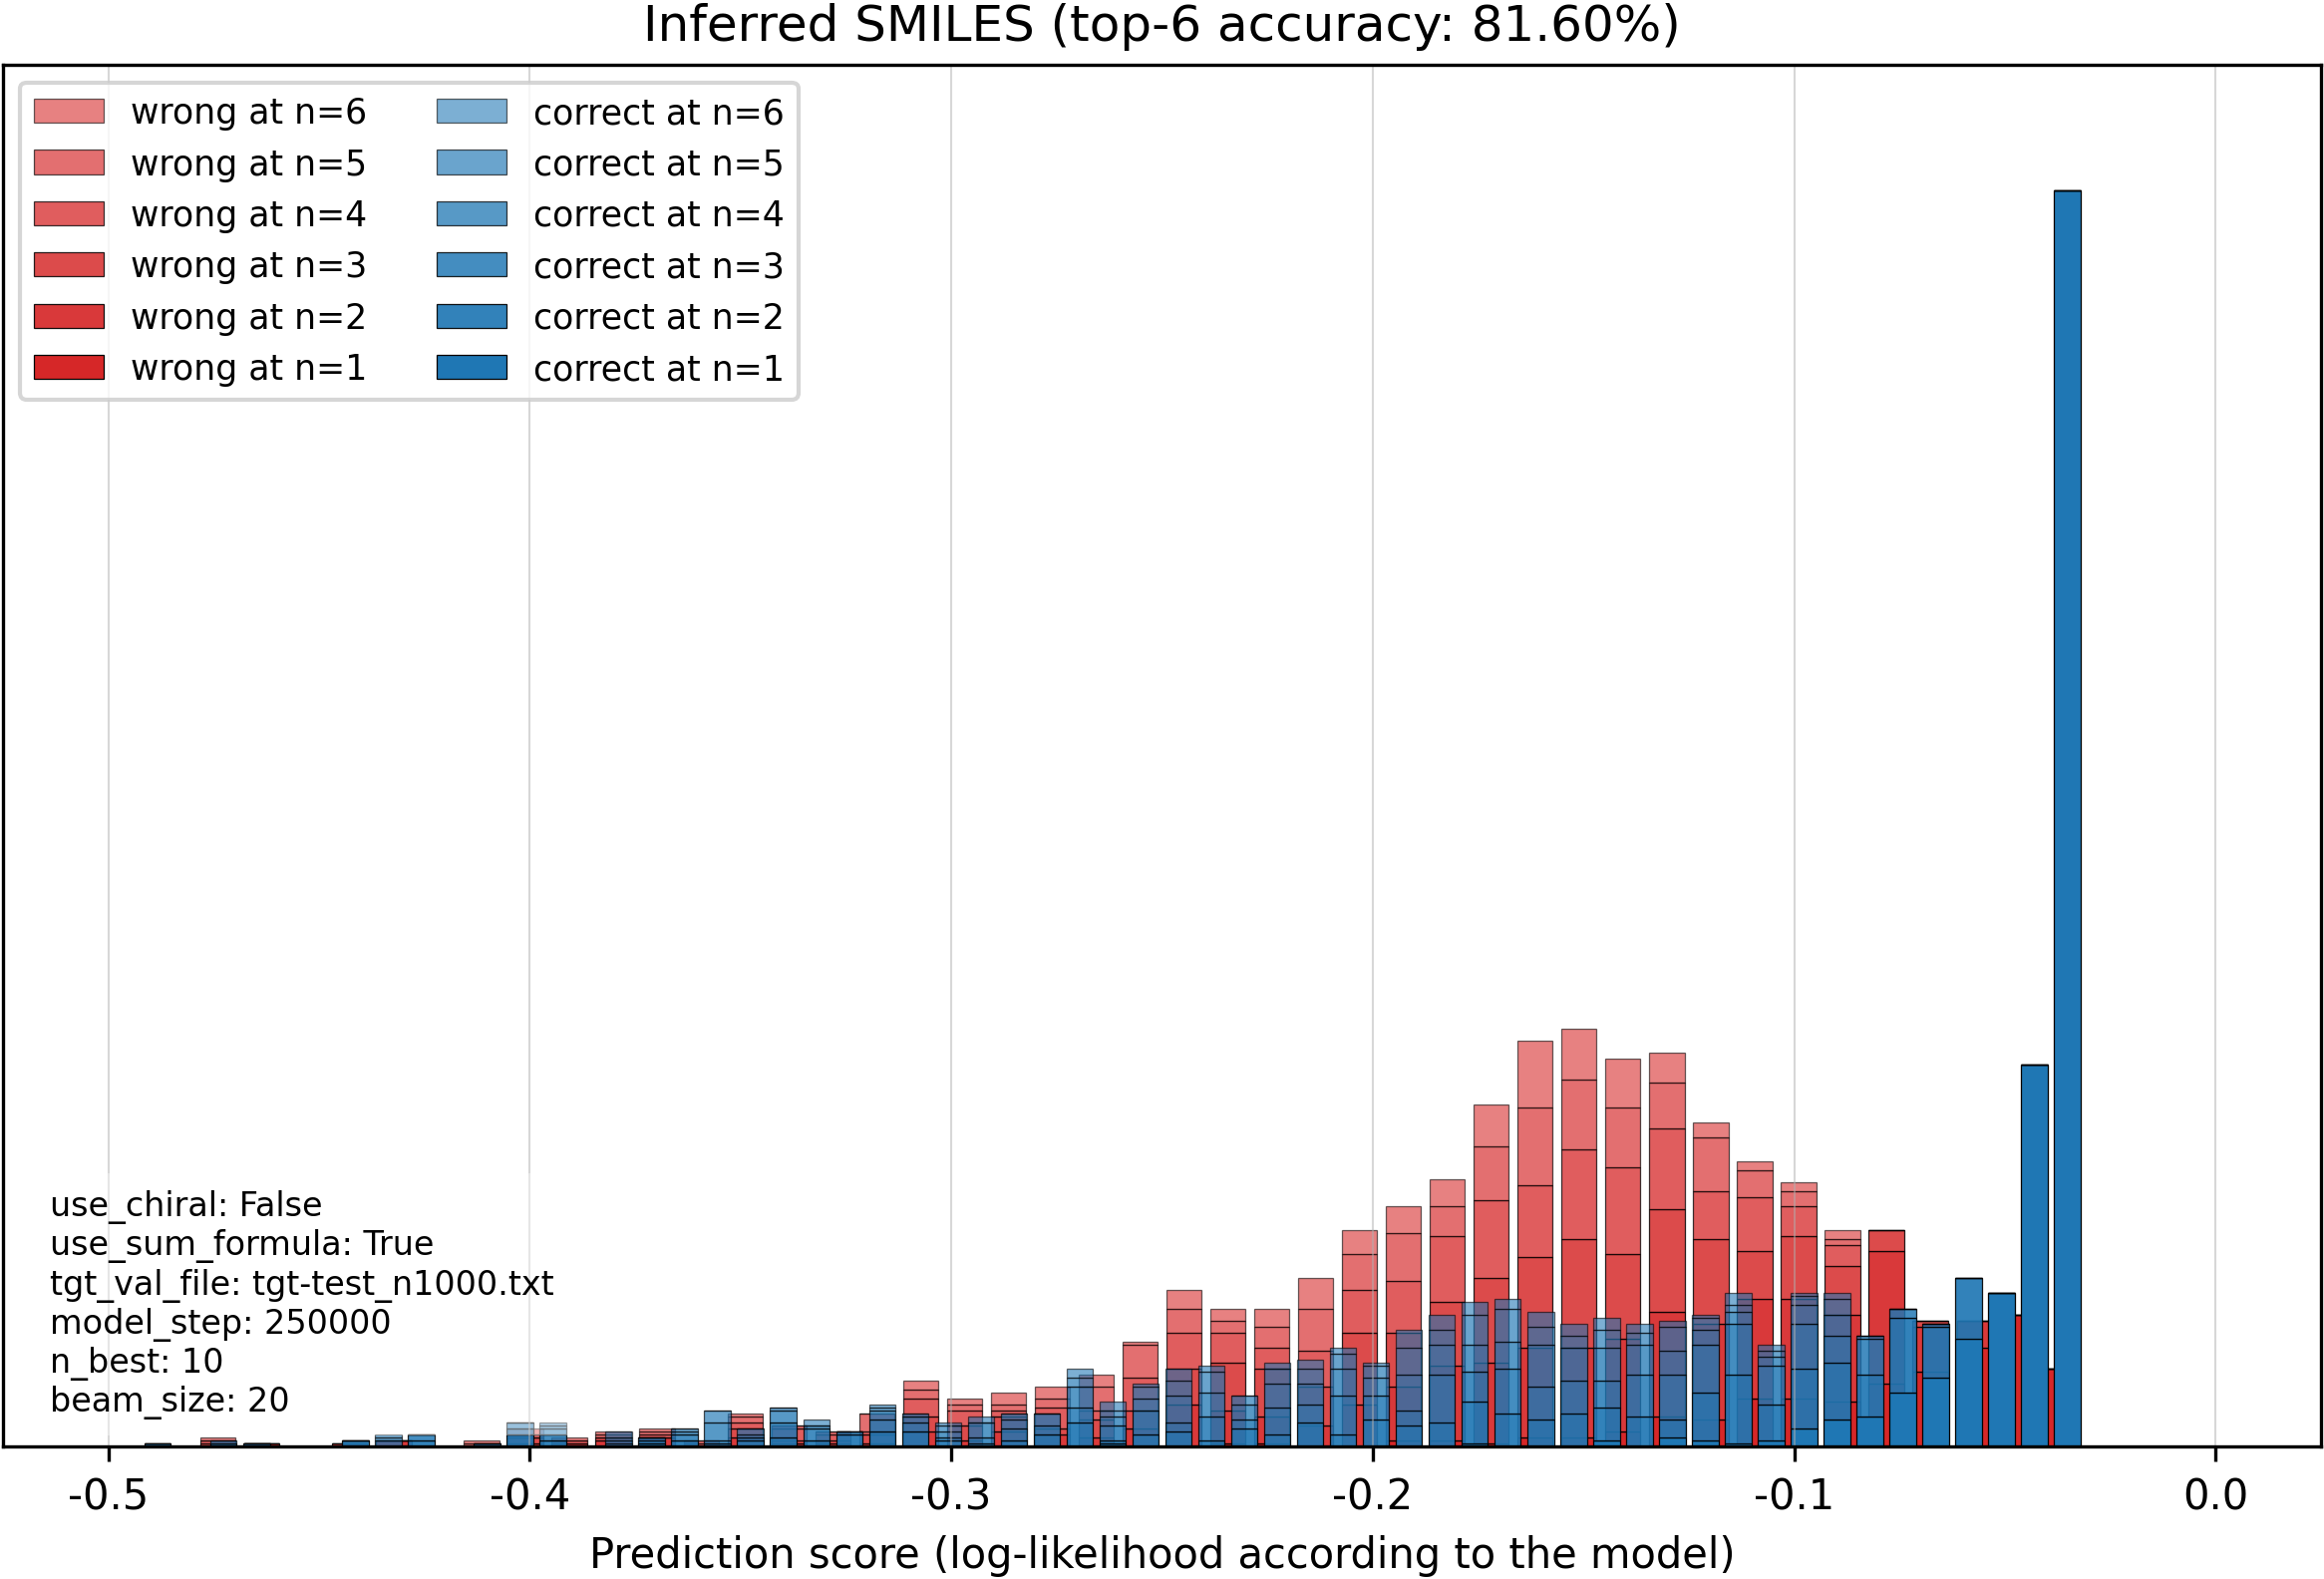 Inferred SMILES (top-6 accuracy: 81.60%)
wrong at n=6
wrong at n=5
wrong at n=4
wrong at n=3
wrong at n=2
wrong at n=1
correct at n=6
correct at n=5
correct at n=4
correct at n=3
correct at n=2
correct at n=1
use_chiral: False
use_sum_formula: True
tgt_val_file: tgt-test_n1000.txt
model_step: 250000
n_best: 10
beam_size: 20
-0.5 -0.4 -0.3 -0.2 -0.1 0.0
Prediction score (log-likelihood according to the model)